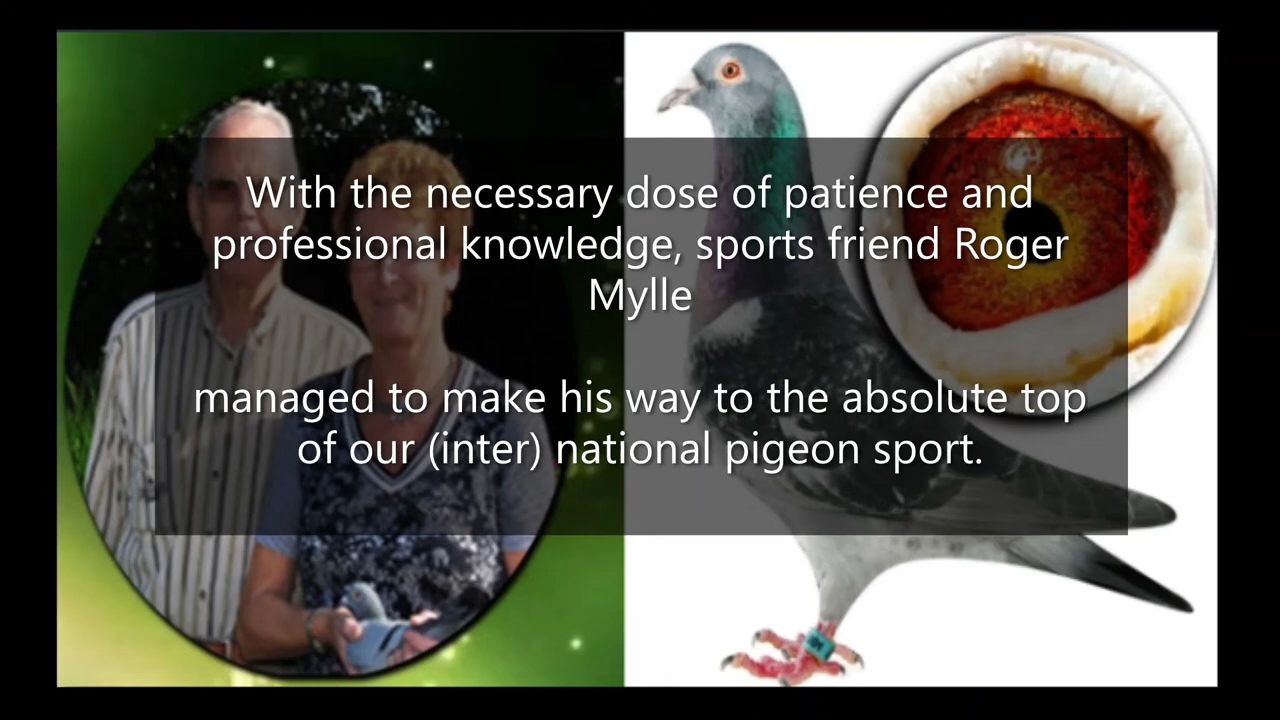 With the necessary dose of patience and
professional knowledge, sports friend Roger
Mylle
managed to make his way to the absolute top
of our (inter) national pigeon sport.